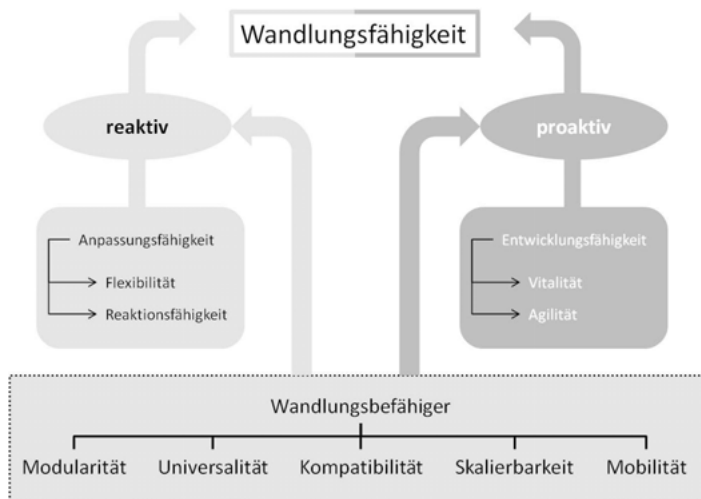 Wandlungsfähigkeit
reaktiv
proaktiv
Anpassungsfähigkeit
Flexibilität
Reaktionsfähigkeit
Entwicklungsfähigkeit
Vitalität
Agilität
Wandlungsbefähiger
Modularität Universalität Kompatibilität Skalierbarkeit Mobilität